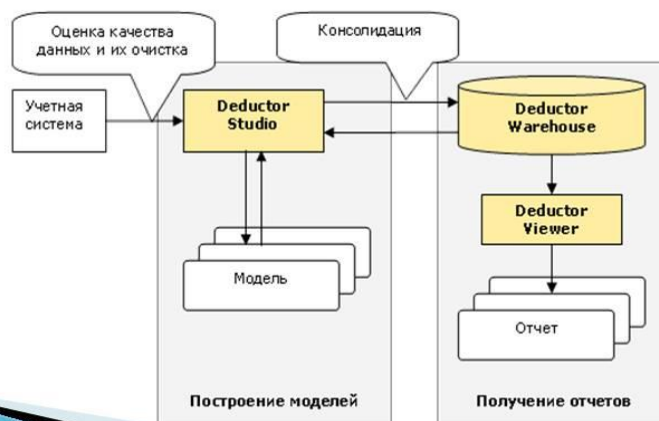 Оценка качества
данных и их очистка
Консолидация
Учетная
система
Deductor
Studio
Deductor
Warehouse
Deductor
Viewer
Модель
Отчет
Построение моделей
Получение отчетов